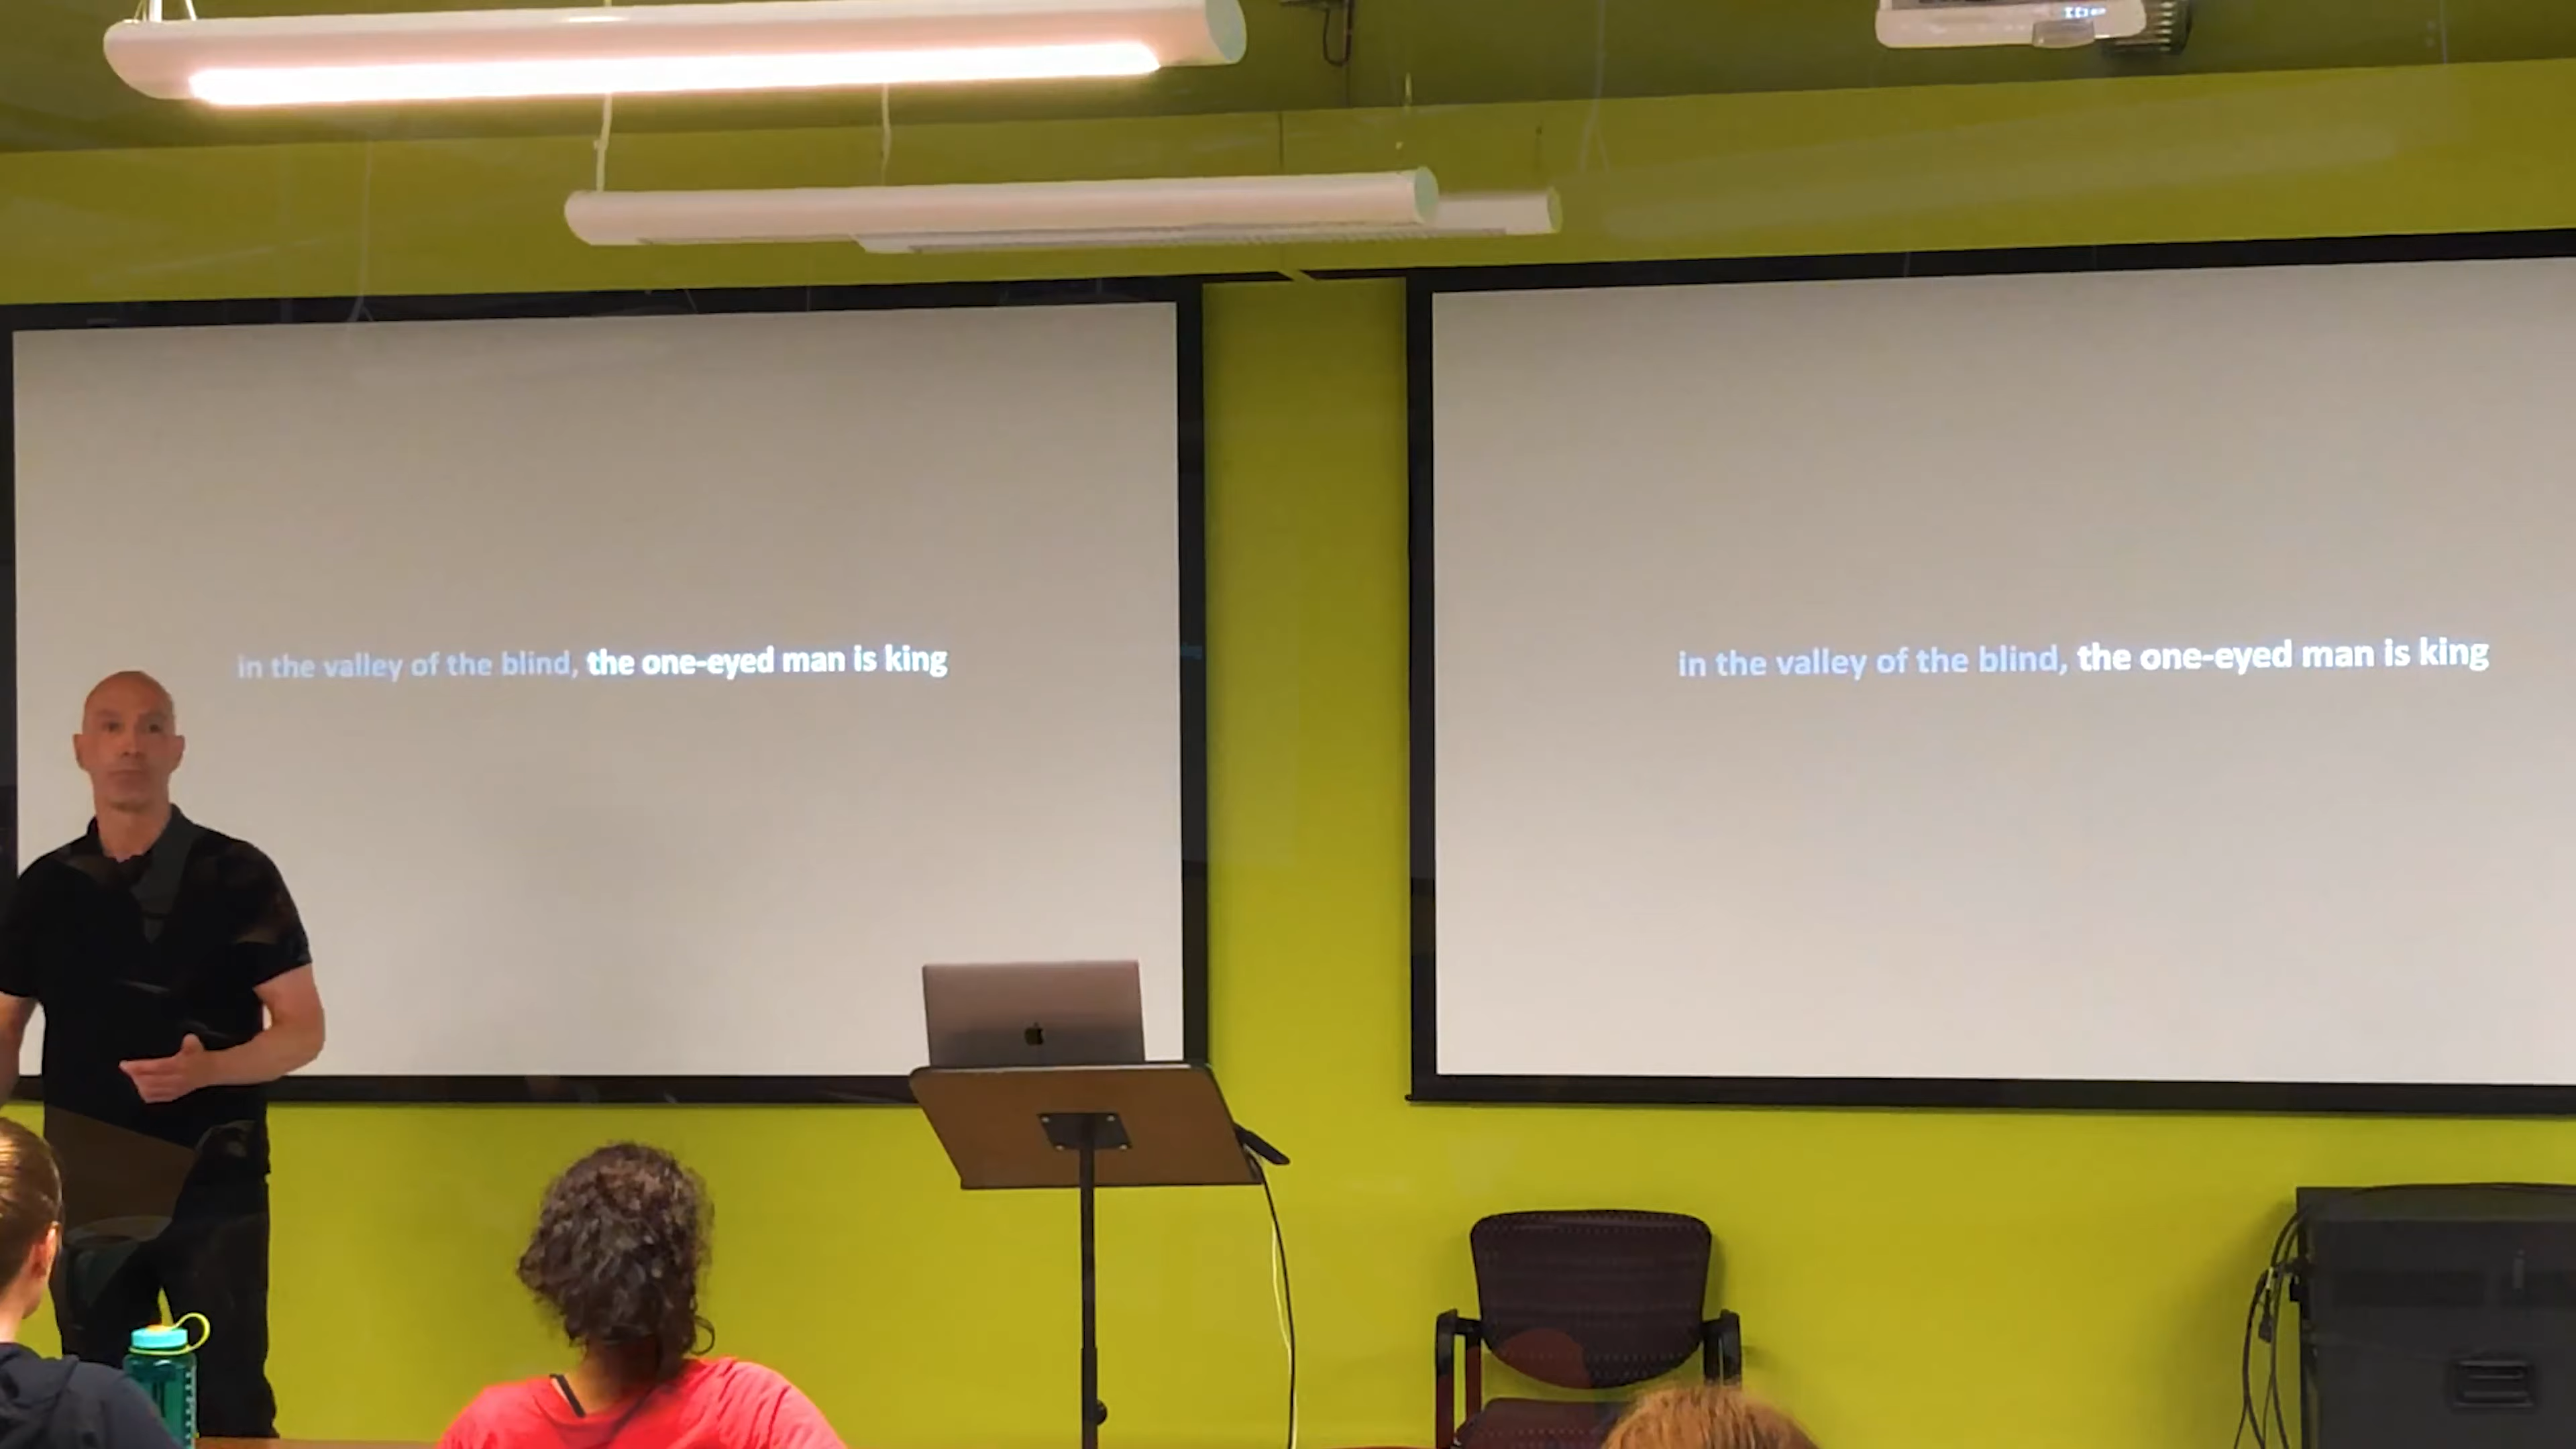 in the valley of the blind, the one-eyed man is king
in the valley of the blind, the one-eyed man is king